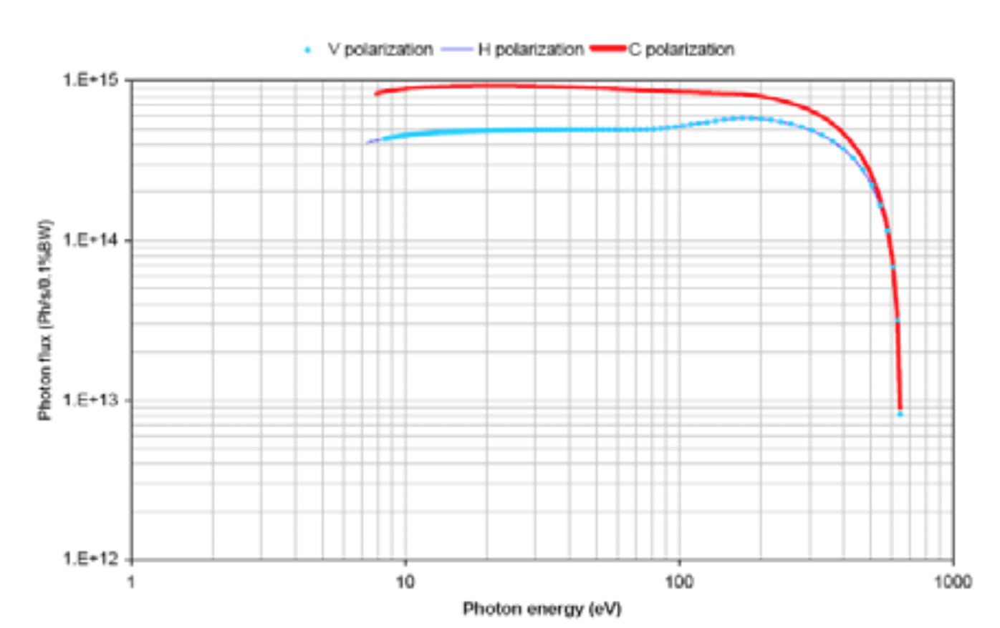 V polarization H polarization C polarization
1.E+15
1.E+14
1.E+13
1.E+12
Photon flux (Ph/s/0.1%BW)
1 10 100 1000
Photon energy (eV)